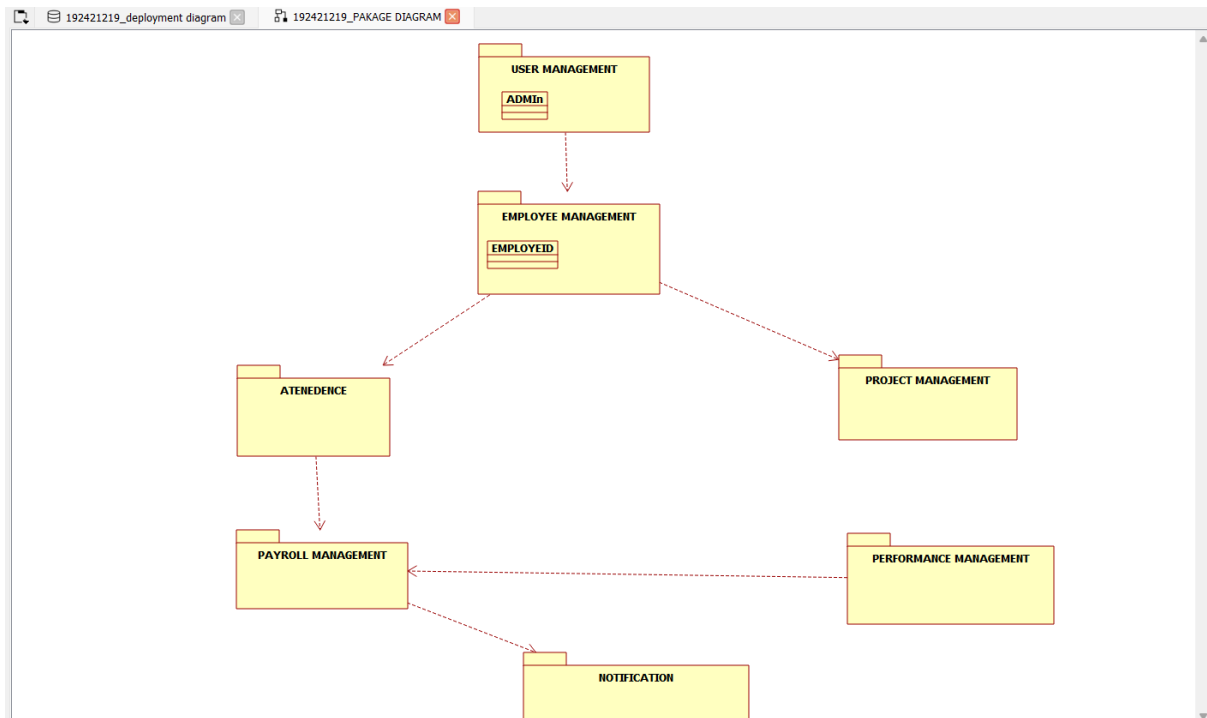 192421219_deployment diagram
192421219_PAKAGE DIAGRAM
USER MANAGEMENT
ADMIn
EMPLOYEE MANAGEMENT
EMPLOYEID
ATENEDENCE
PROJECT MANAGEMENT
PAYROLL MANAGEMENT
PERFORMANCE MANAGEMENT
NOTIFICATION